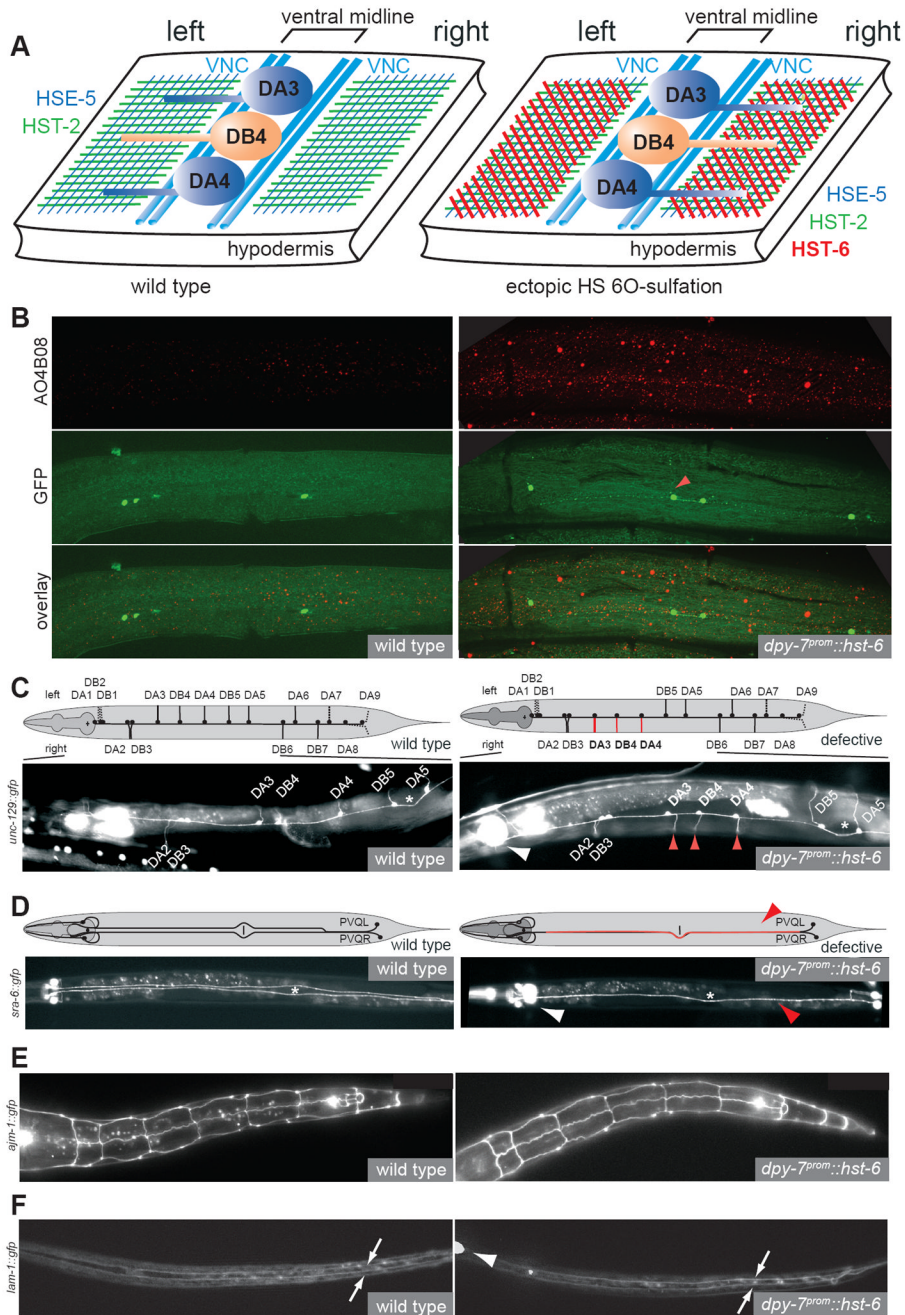 A
left
ventral midline
right
left
ventral midline
right
VNC
VNC
VNC
VNC
HSE-5
HST-2
DA3
DB4
DA4
DA3
DB4
DA4
HSE-5
HST-2
HST-6
hypodermis
hypodermis
wild type
ectopic HS 6O-sulfation
B
AO4B08
GFP
overlay
wild type
dpy-7prom::hst-6
C
left
DB2
DA1 DB1
DA3 DB4 DA4 DB5 DA5
DA6
DA7
DA9
right
DA2 DB3
DB6
DB7
DA8
wild type
left
DB2
DA1 DB1
DB5 DA5
DA6
DA7
DA9
right
DA2 DB3
DA3
DB4
DA4
DB6
DB7
DA8
defective
unc-129::gfp
DA2
DB3
DA3
DB4
DA4
DB5
DA5
*
wild type
DA2
DB3
DA3
DB4
DA4
DB5
DA5
*
dpy-7prom::hst-6
D
PVQL
PVQR
wild type
PVQL
PVQR
defective
sra-6::gfp
*
wild type
*
dpy-7prom::hst-6
E
ajm-1::gfp
wild type
dpy-7prom::hst-6
F
lam-1::gfp
wild type
dpy-7prom::hst-6